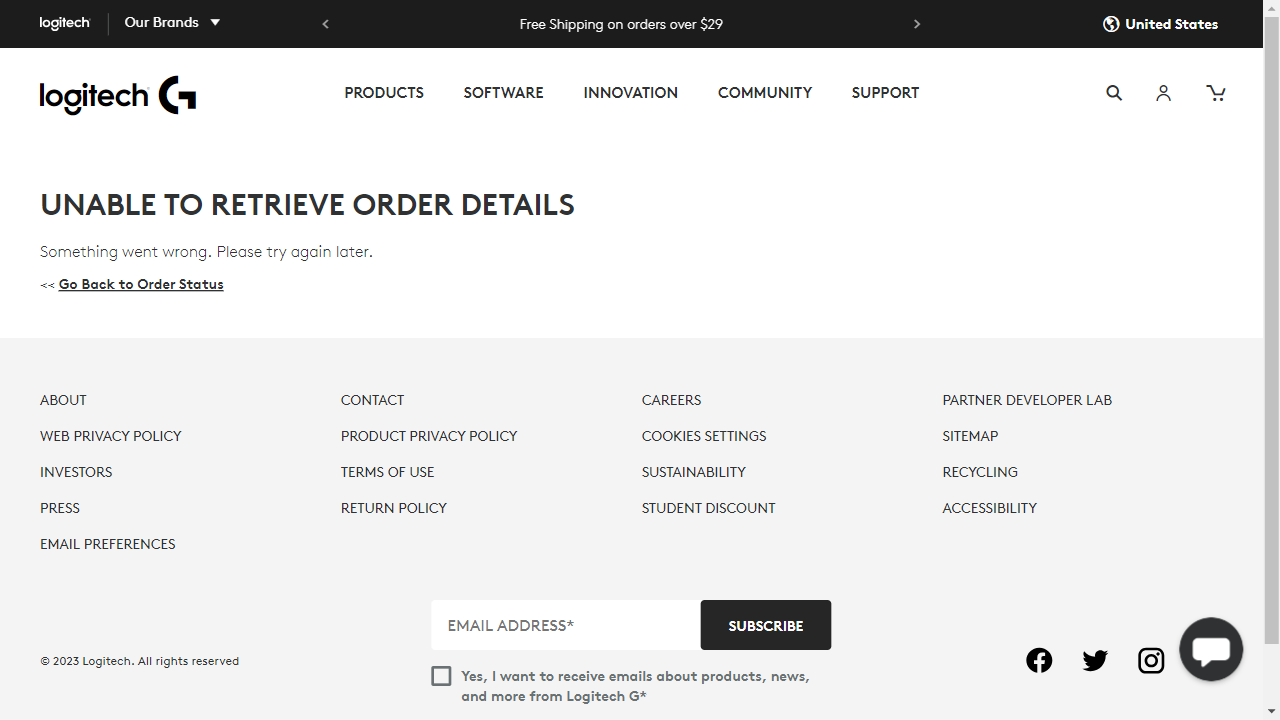 logitech
Our Brands
Free Shipping on orders over $29
United States
logitech G
PRODUCTS
SOFTWARE
INNOVATION
COMMUNITY
SUPPORT
UNABLE TO RETRIEVE ORDER DETAILS
Something went wrong. Please try again later.
<< Go Back to Order Status
ABOUT
CONTACT
CAREERS
PARTNER DEVELOPER LAB
WEB PRIVACY POLICY
PRODUCT PRIVACY POLICY
COOKIES SETTINGS
SITEMAP
INVESTORS
TERMS OF USE
SUSTAINABILITY
RECYCLING
PRESS
RETURN POLICY
STUDENT DISCOUNT
ACCESSIBILITY
EMAIL PREFERENCES
EMAIL ADDRESS*
SUBSCRIBE
© 2023 Logitech. All rights reserved
Yes, I want to receive emails about products, news,
and more from Logitech G*